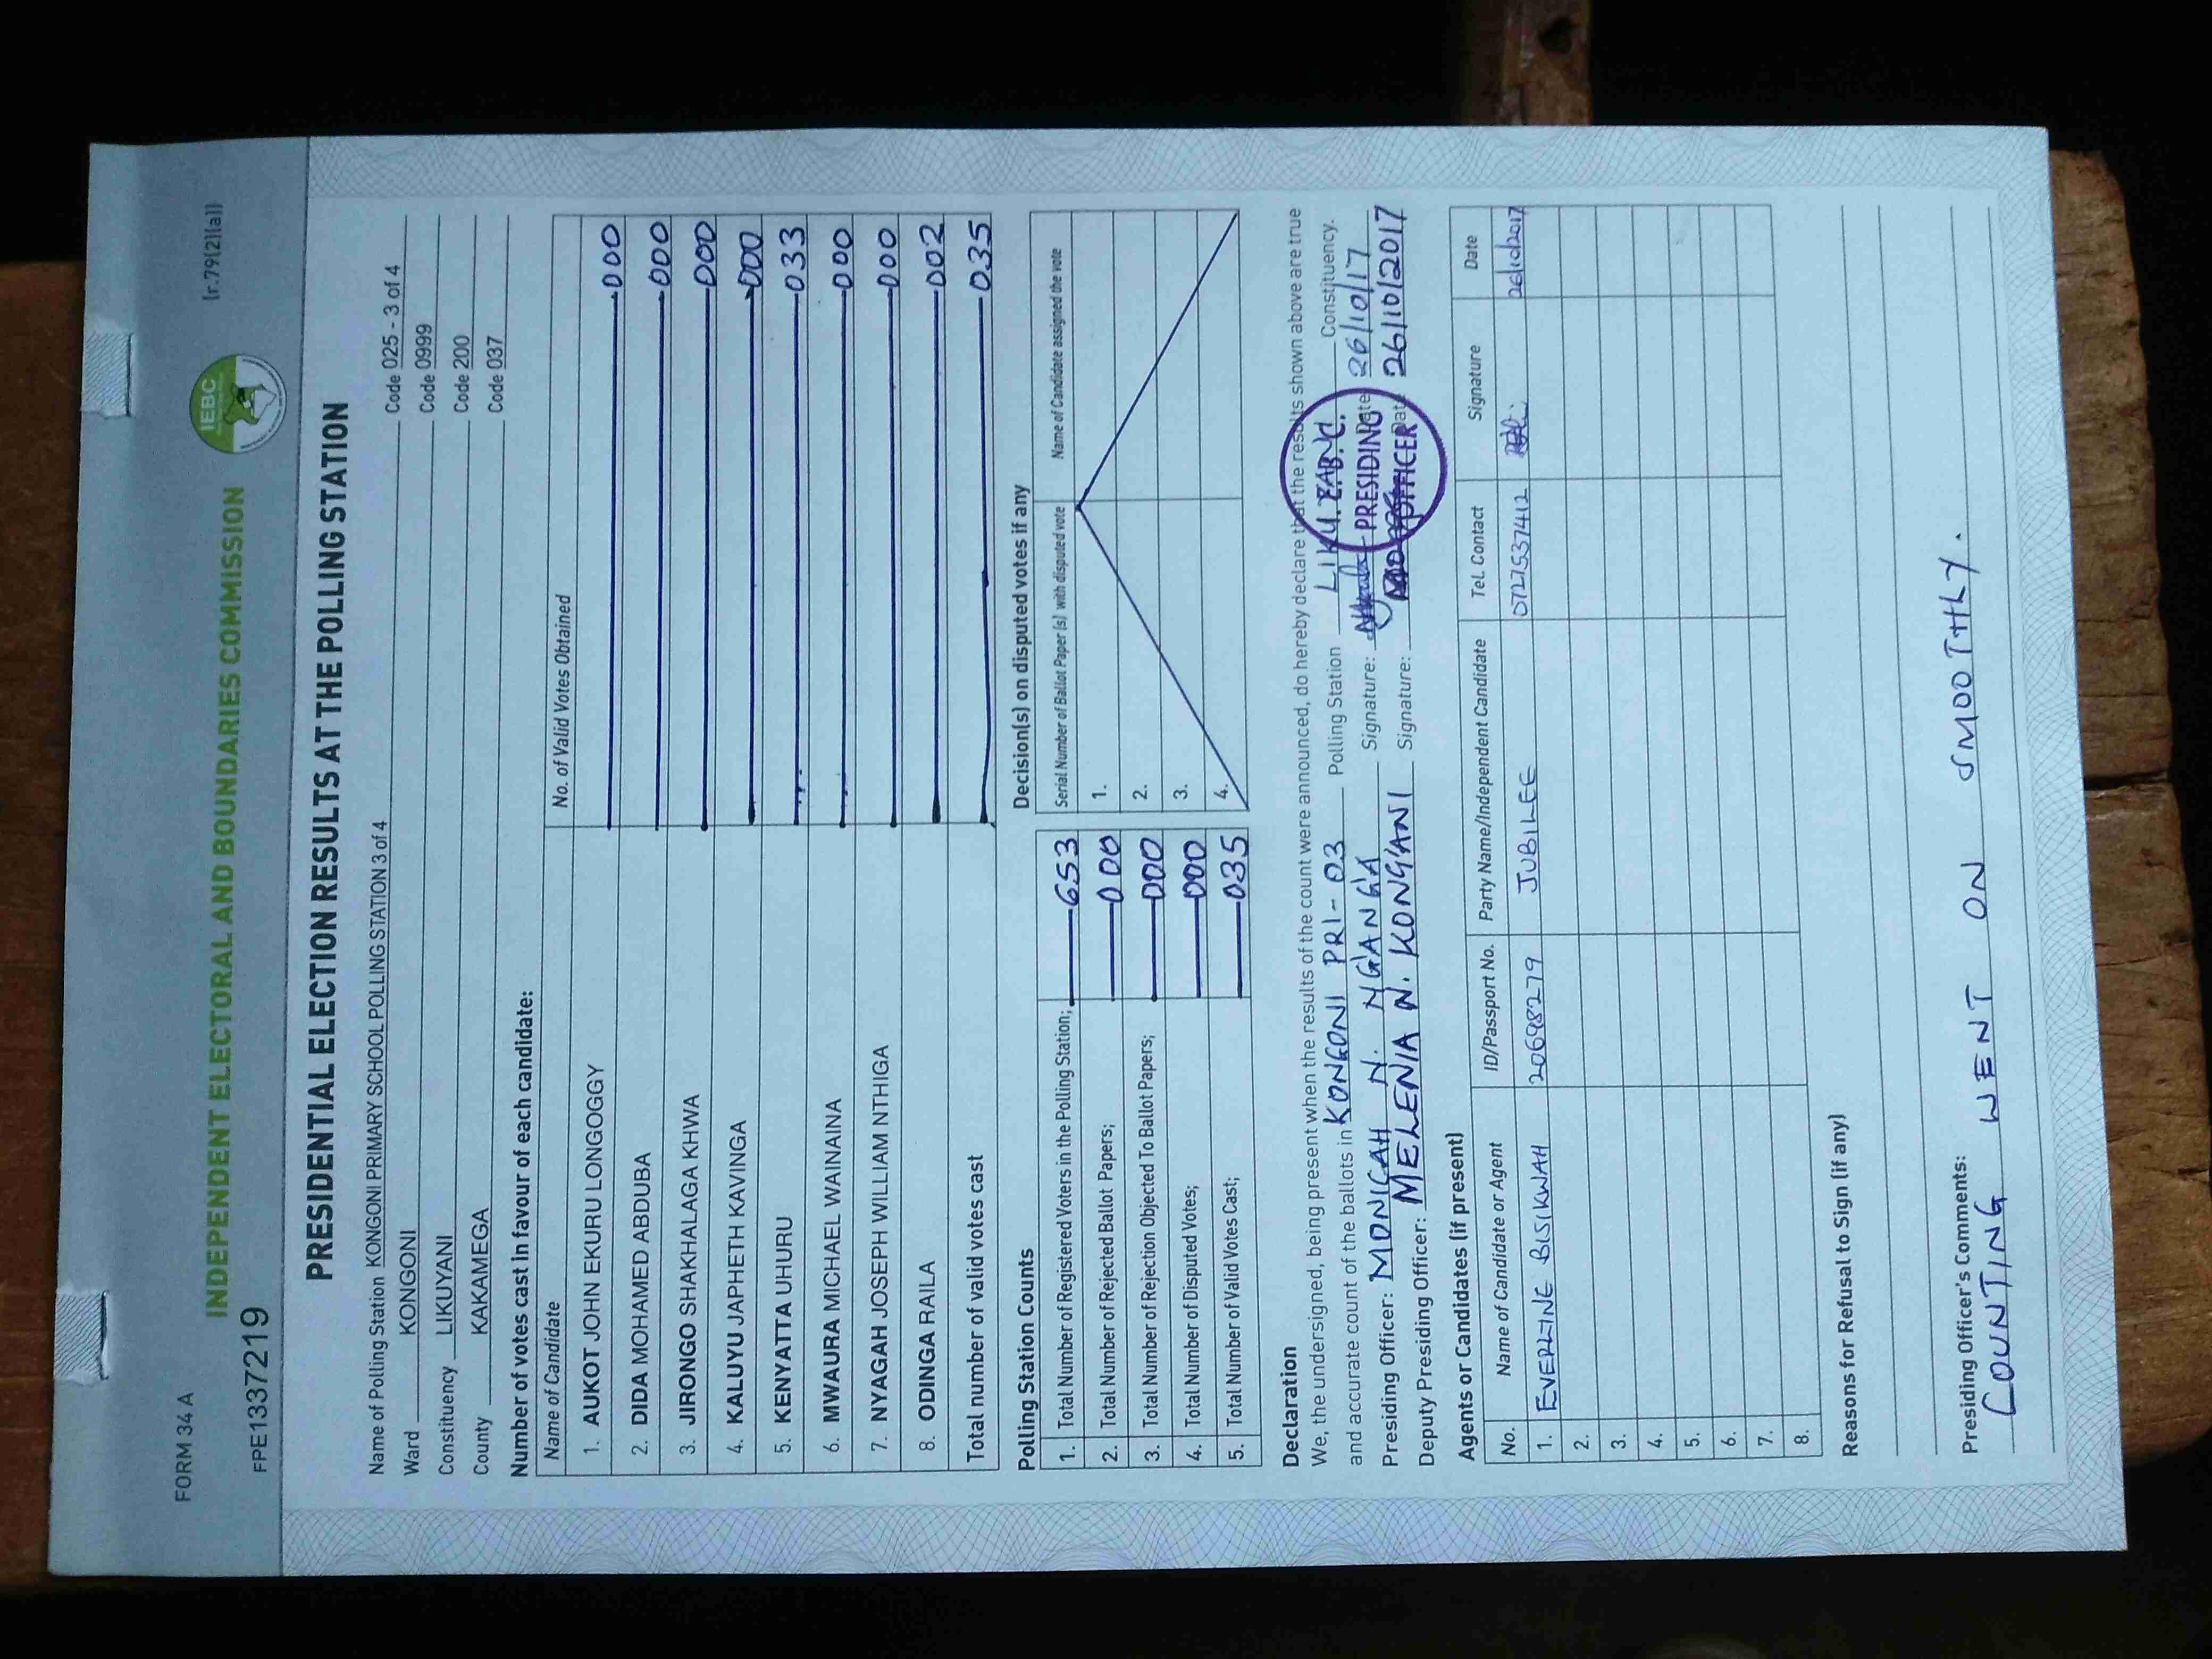 FORM 34 A
(r.79(2)(a))
IEBC
INDEPENDENT ELECTORAL AND BOUNDARIES COMMISSION
FPE1337219
PRESIDENTIAL ELECTION RESULTS AT THE POLLING STATION
Name of Polling Station KONGONI PRIMARY SCHOOL POLLING STATION 3 of 4 Code 025 - 3 of 4
Ward KONGONI Code 0999
Constituency LIKUYANI Code 200
County KAKAMEGA Code 037
Number of votes cast in favour of each candidate:
Name of Candidate No. of Valid Votes Obtained
1. AUKOT JOHN EKURU LONGOGGY 000
2. DIDA MOHAMED ABDUBA 000
3. JIRONGO SHAKHALAGA KHWA 000
4. KALUYU JAPHETH KAVINGA 000
5. KENYATTA UHURU 033
6. MWAURA MICHAEL WAINAINA 000
7. NYAGAH JOSEPH WILLIAM NTHIGA 000
8. ODINGA RAILA 002
Total number of valid votes cast 035
Polling Station Counts
1. Total Number of Registered Voters in the Polling Station; 653
2. Total Number of Rejected Ballot Papers; 000
3. Total Number of Rejection Objected To Ballot Papers; 000
4. Total Number of Disputed Votes; 000
5. Total Number of Valid Votes Cast; 035
Decision(s) on disputed votes if any
Serial Number of Ballot Paper (s) with disputed vote Name of Candidate assigned the vote
1.
2.
3.
4.
Declaration
We, the undersigned, being present when the results of the count were announced, do hereby declare that the results shown above are true
and accurate count of the ballots in KONGONI PRI - 03 Polling Station Constituency.
Presiding Officer: MONICAH N. NG'ANG'A Signature: Date 26/10/17
Deputy Presiding Officer: MELENIA N. KONG'ANI Signature: Date 26/10/2017
I.E.B.C.
PRESIDING
OFFICER
Agents or Candidates (if present)
No. Name of Candidate or Agent ID/Passport No. Party Name/Independent Candidate Tel. Contact Signature Date
1. EVERLINE BISIKWAH 20698279 JUBILEE 0727537412 26/10/2017
2.
3.
4.
5.
6.
7.
8.
Reasons for Refusal to Sign (if any)
Presiding Officer's Comments:
COUNTING WENT ON SMOOTHLY.